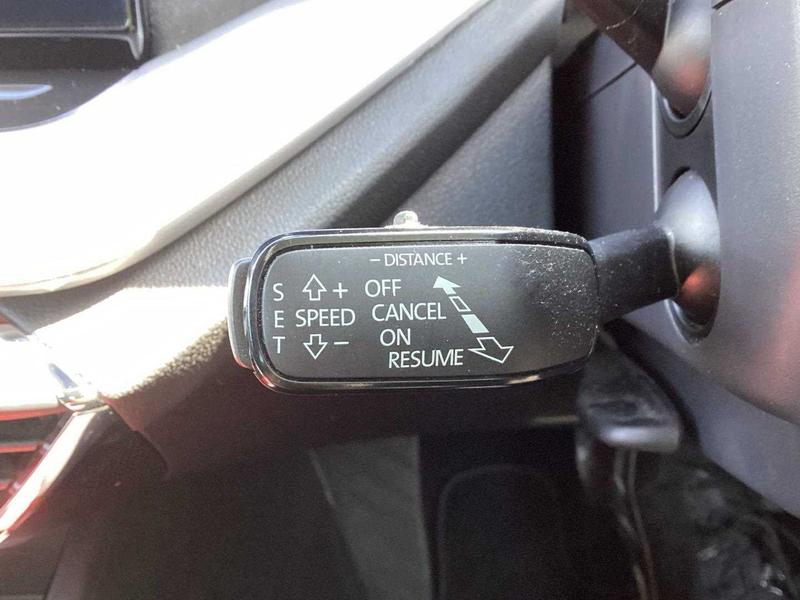 − DISTANCE +
S + OFF
E SPEED CANCEL
T − ON
RESUME